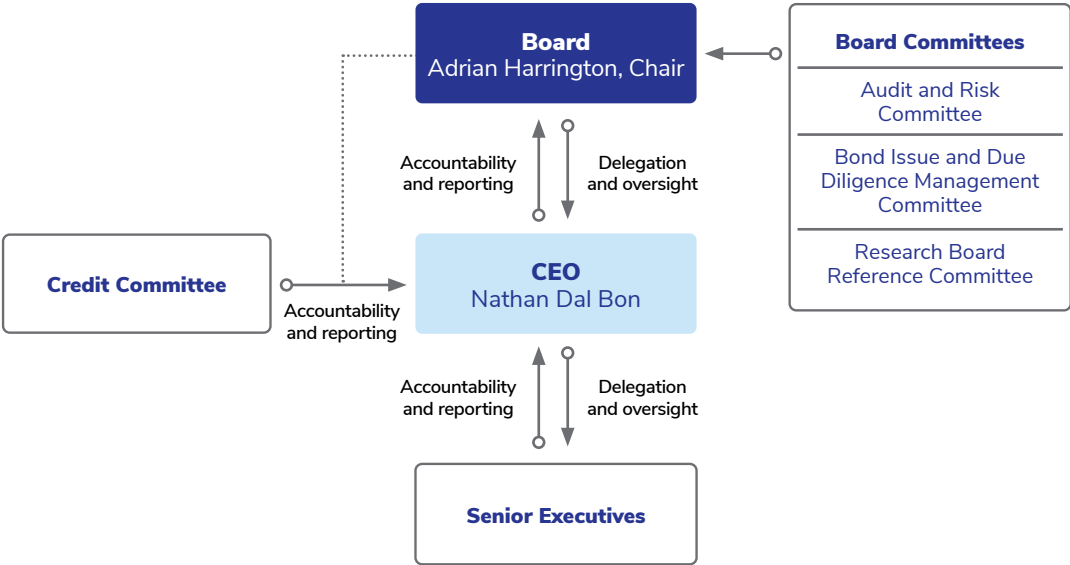 Board
Adrian Harrington, Chair
Board Committees
Audit and Risk
Committee
Bond Issue and Due
Diligence Management
Committee
Research Board
Reference Committee
Accountability
and reporting
Delegation
and oversight
Credit Committee
Accountability
and reporting
CEO
Nathan Dal Bon
Accountability
and reporting
Delegation
and oversight
Senior Executives